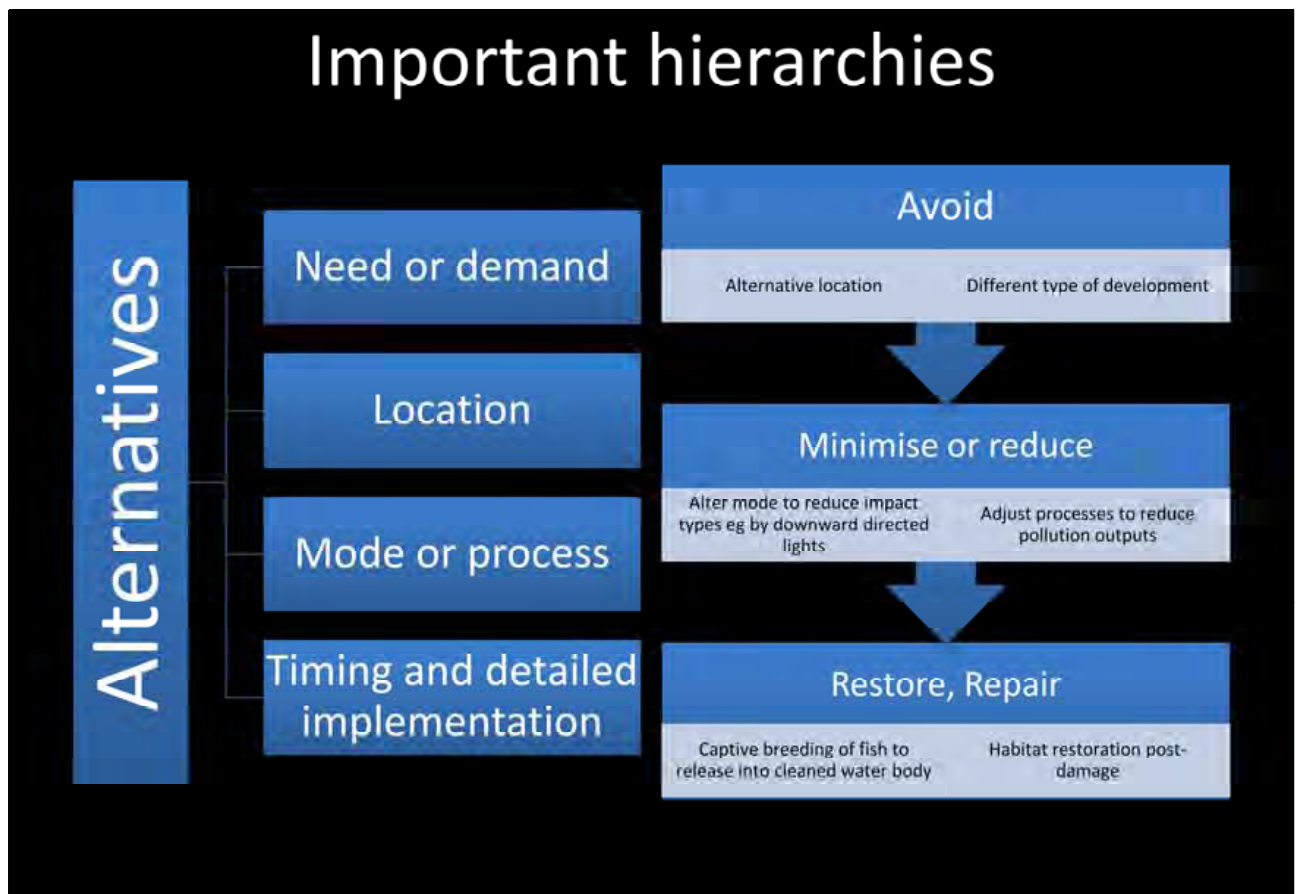 Important hierarchies
Alternatives
Need or demand
Location
Mode or process
Timing and detailed
implementation
Avoid
Alternative location
Different type of development
Minimise or reduce
Alter mode to reduce impact
types eg by downward directed
lights
Adjust processes to reduce
pollution outputs
Restore, Repair
Captive breeding of fish to
release into cleaned water body
Habitat restoration post-
damage